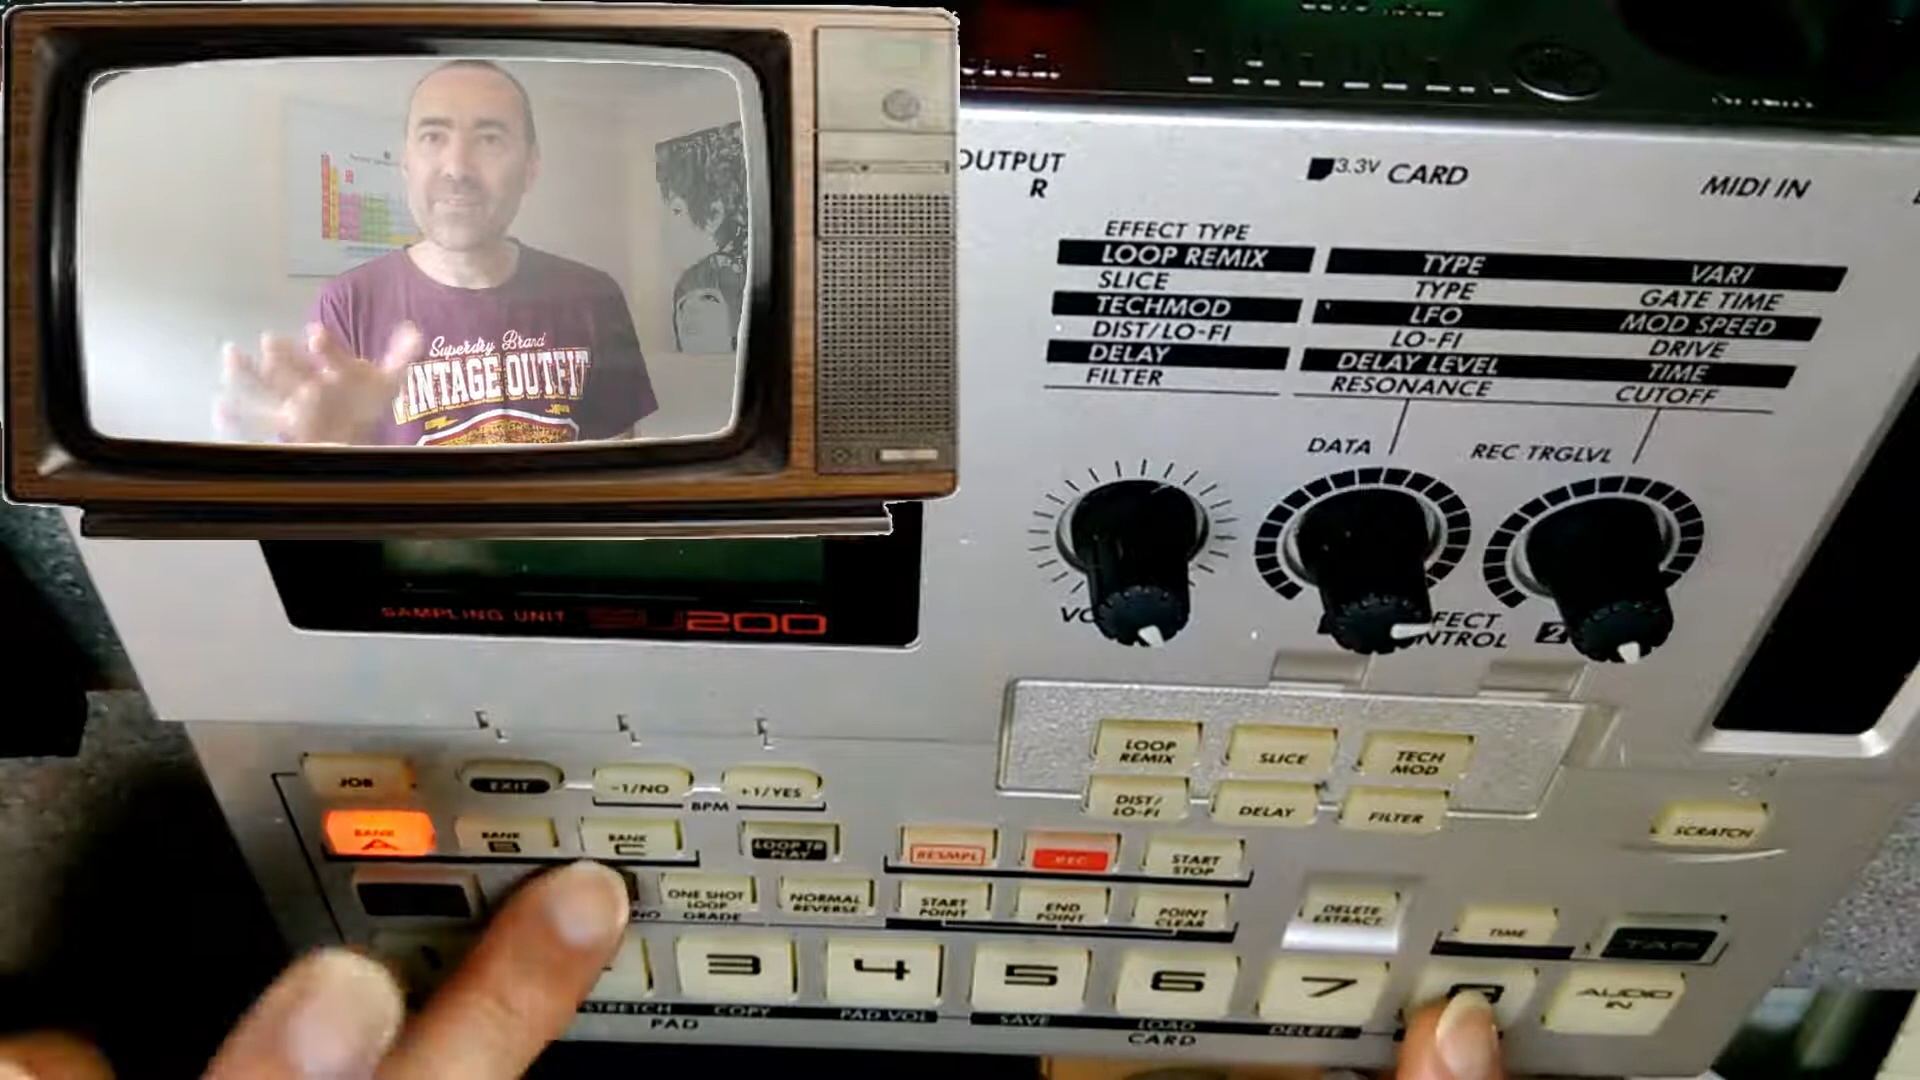 Superdry Brand
VINTAGE OUTFIT
OUTPUT
R
3.3V CARD
MIDI IN
EFFECT TYPE
LOOP REMIX TYPE VARI
SLICE TYPE GATE TIME
TECHMOD LFO MOD SPEED
DIST/LO-FI LO-FI DRIVE
DELAY DELAY LEVEL TIME
FILTER RESONANCE CUTOFF
DATA
REC TRGLVL
SAMPLING UNIT SU200
2
LOOP
REMIX
SLICE
TECH
MOD
DIST/
LO-FI
DELAY
FILTER
SCRATCH
JOB
EXIT
-1/NO
+1/YES
BPM
BANK
A
BANK
B
BANK
C
LOOP TR
PLAY
RESMPL
REC
START
STOP
ONE SHOT
LOOP
GRADE
NORMAL
REVERSE
START
POINT
END
POINT
POINT
CLEAR
DELETE
EXTRACT
TIME
TAP
1
3
4
5
6
7
8
AUDIO
IN
STRETCH
COPY
PAD VOL
PAD
SAVE
LOAD
DELETE
CARD